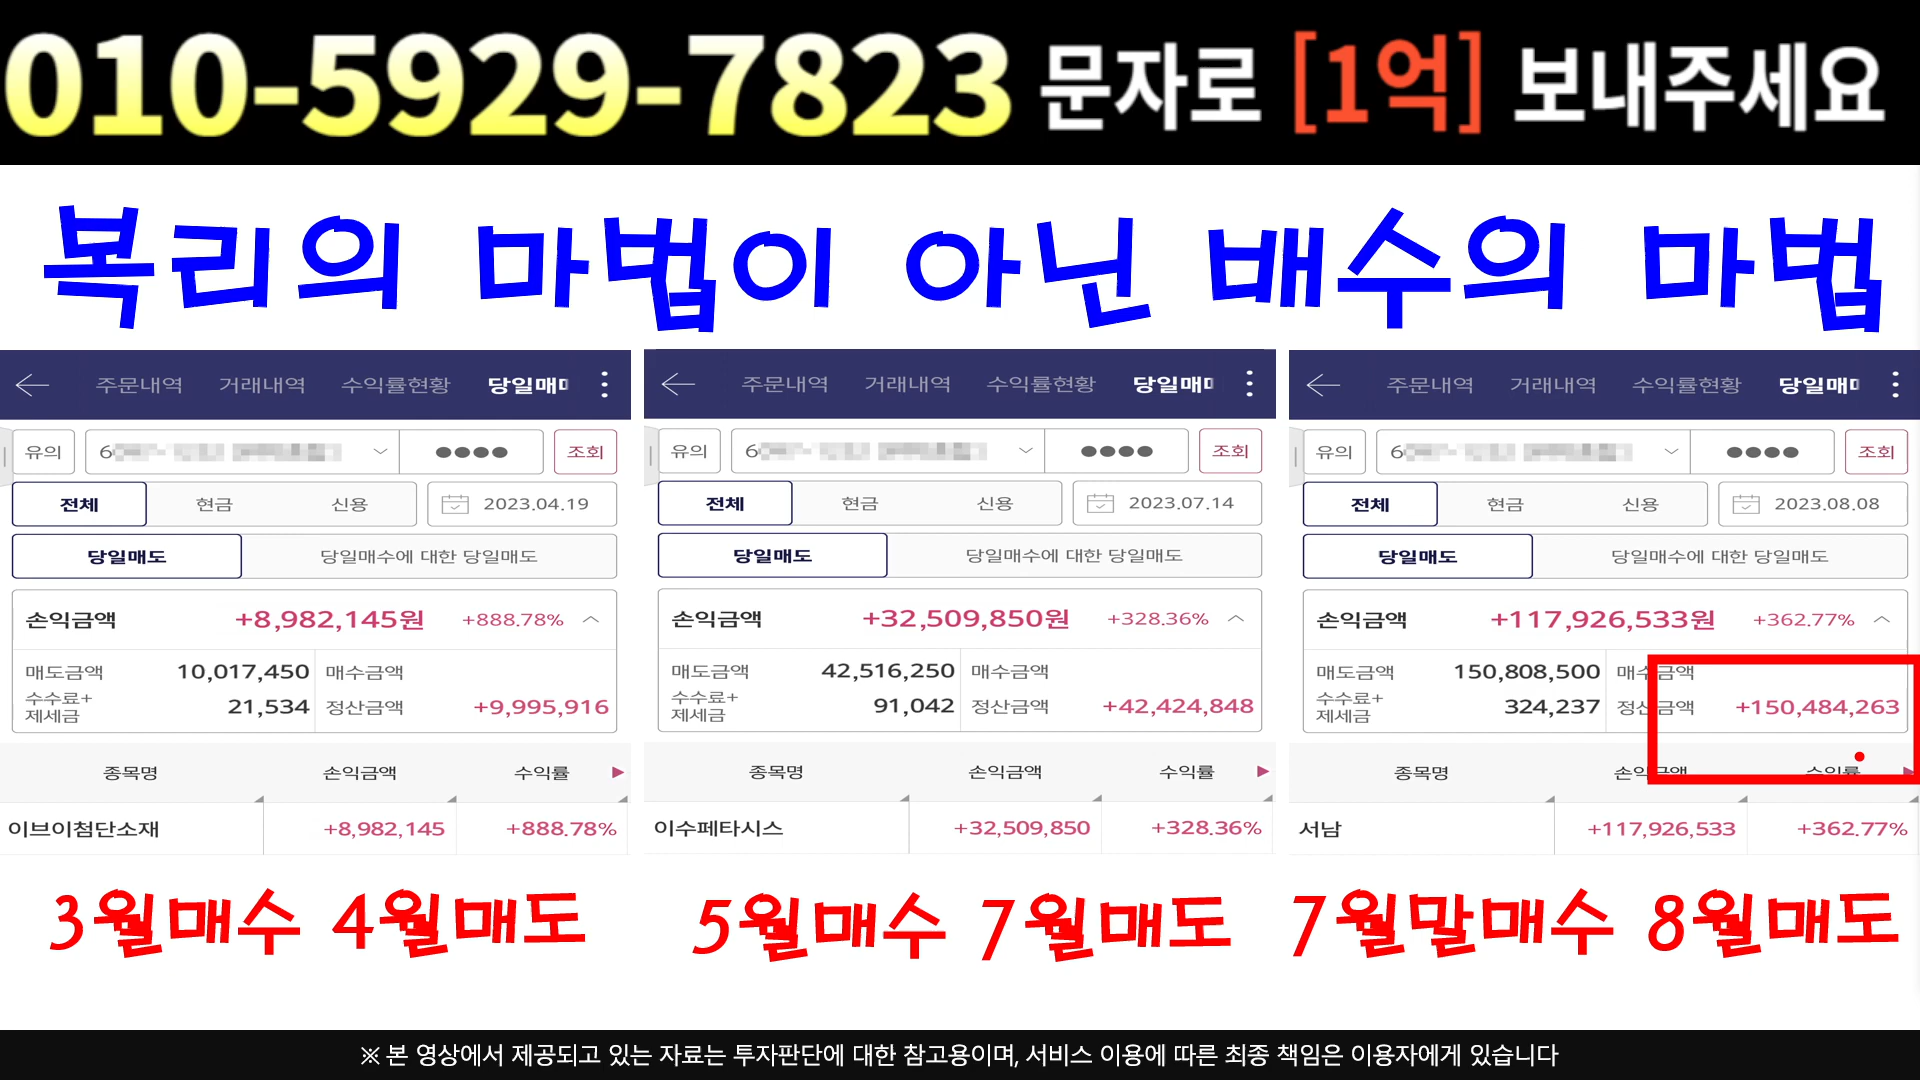 010-5929-7823 문자로 [1억] 보내주세요
복리의 마법이 아닌 배수의 마법
주문내역 거래내역 수익률현황 당일매
유의 6 ●●●● 조회
전체 현금 신용 2023.04.19
당일매도 당일매수에 대한 당일매도
손익금액 +8,982,145원 +888.78%
매도금액 10,017,450 매수금액
수수료+
제세금 21,534 정산금액 +9,995,916
종목명 손익금액 수익률
이브이첨단소재 +8,982,145 +888.78%
3월매수 4월매도
주문내역 거래내역 수익률현황 당일매
유의 6 ●●●● 조회
전체 현금 신용 2023.07.14
당일매도 당일매수에 대한 당일매도
손익금액 +32,509,850원 +328.36%
매도금액 42,516,250 매수금액
수수료+
제세금 91,042 정산금액 +42,424,848
종목명 손익금액 수익률
이수페타시스 +32,509,850 +328.36%
5월매수 7월매도
주문내역 거래내역 수익률현황 당일매
유의 6 ●●●● 조회
전체 현금 신용 2023.08.08
당일매도 당일매수에 대한 당일매도
손익금액 +117,926,533원 +362.77%
매도금액 150,808,500 매수금액
수수료+
제세금 324,237 정산금액 +150,484,263
종목명 손익금액 수익률
서남 +117,926,533 +362.77%
7월말매수 8월매도
※ 본 영상에서 제공되고 있는 자료는 투자판단에 대한 참고용이며, 서비스 이용에 따른 최종 책임은 이용자에게 있습니다